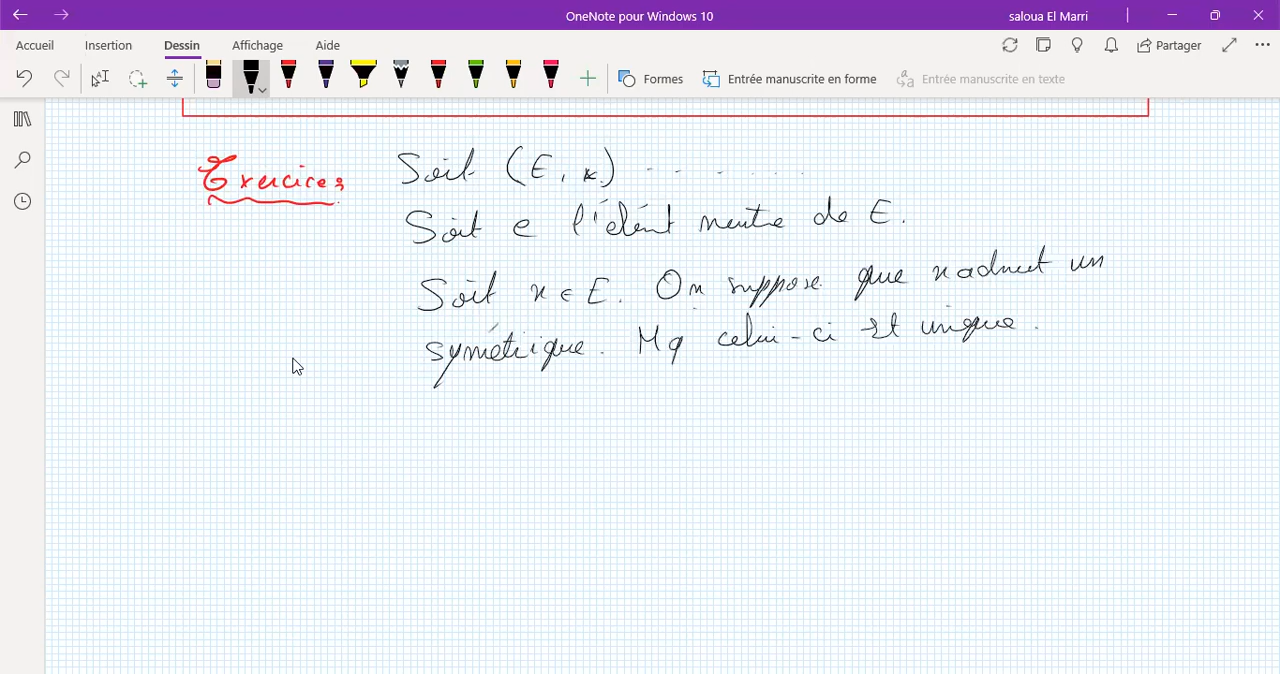 OneNote pour Windows 10
saloua El Marri
Accueil Insertion Dessin Affichage Aide
Partager
Formes Entrée manuscrite en forme Entrée manuscrite en texte
Exercices Soit (E, *) ........
Soit e l'élént neutre de E.
Soit x ∈ E. On suppose que x admet un
symétrique. Mq celui-ci est unique.